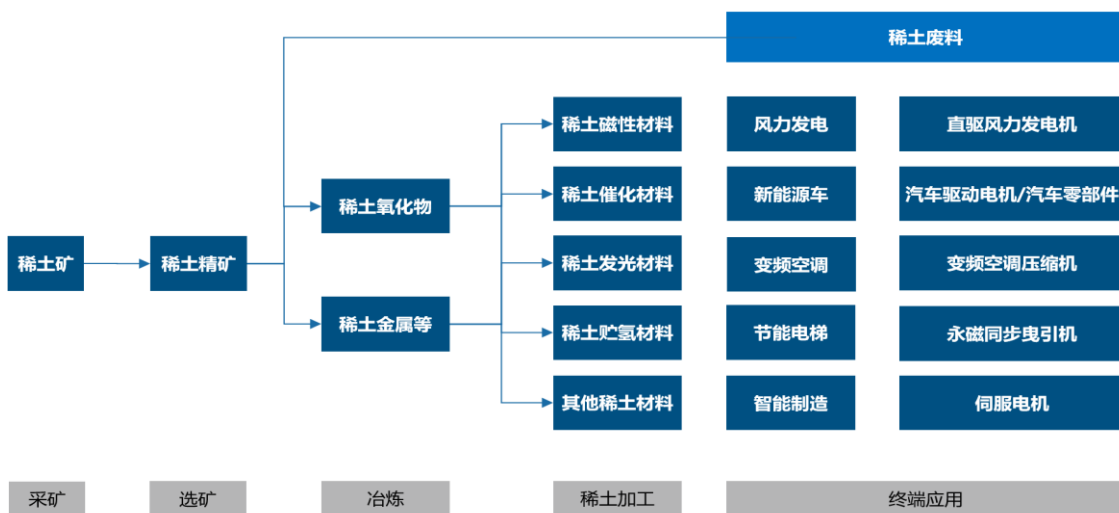 稀土废料
稀土磁性材料
风力发电
直驱风力发电机
稀土催化材料
新能源车
汽车驱动电机/汽车零部件
稀土氧化物
稀土矿
稀土精矿
稀土发光材料
变频空调
变频空调压缩机
稀土金属等
稀土贮氢材料
节能电梯
永磁同步曳引机
其他稀土材料
智能制造
伺服电机
采矿
选矿
冶炼
稀土加工
终端应用